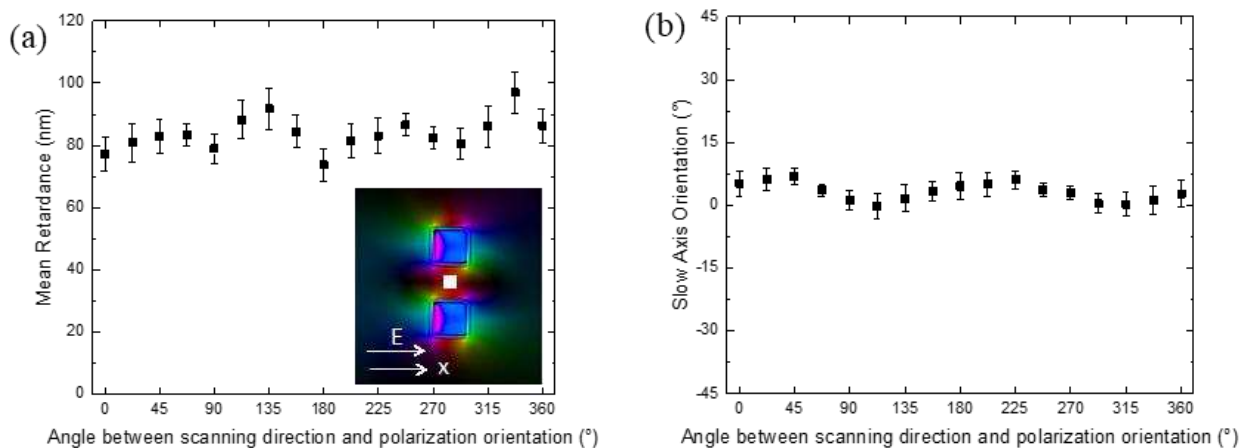 (a)
120
100
80
60
40
20
0
Mean Retardance (nm)
E
x
0 45 90 135 180 225 270 315 360
Angle between scanning direction and polarization orientation (°)
(b)
45
30
15
0
-15
-30
-45
Slow Axis Orientation (°)
0 45 90 135 180 225 270 315 360
Angle between scanning direction and polarization orientation (°)